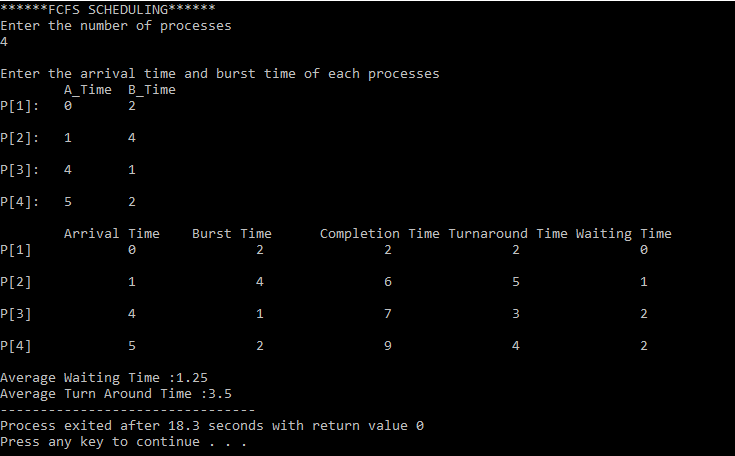 ******FCFS SCHEDULING******
Enter the number of processes
4
Enter the arrival time and burst time of each processes
A_Time B_Time
P[1]: 0 2
P[2]: 1 4
P[3]: 4 1
P[4]: 5 2
Arrival Time Burst Time Completion Time Turnaround Time Waiting Time
P[1] 0 2 2 2 0
P[2] 1 4 6 5 1
P[3] 4 1 7 3 2
P[4] 5 2 9 4 2
Average Waiting Time :1.25
Average Turn Around Time :3.5
--------------------------------
Process exited after 18.3 seconds with return value 0
Press any key to continue . . .